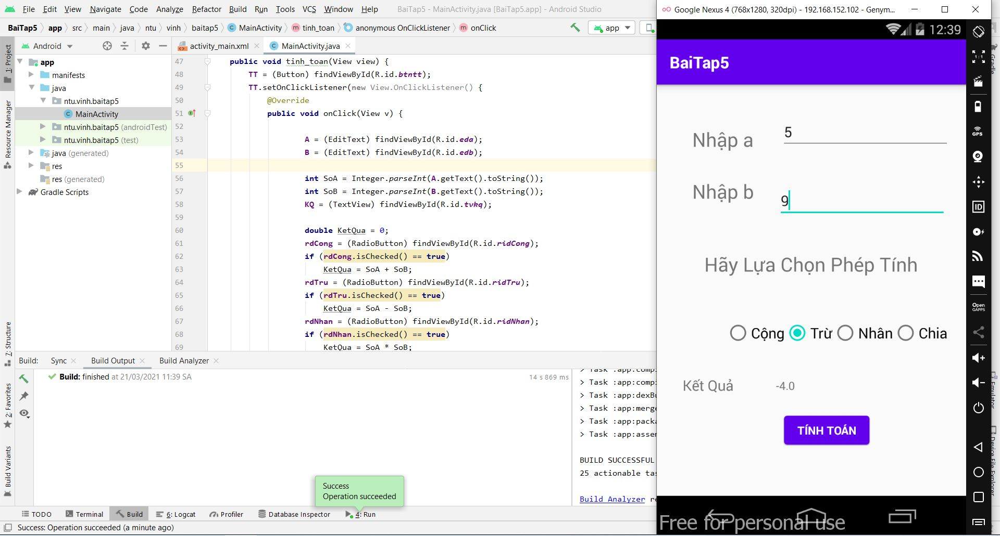 File Edit View Navigate Code Analyze Refactor Build Run Tools VCS Window Help BaiTap5 - MainActivity.java [BaiTap5.app] - Android Studio
BaiTap5 app src main java ntu vinh baitap5 MainActivity tinh_toan anonymous OnClickListener onClick app
1: Project
Resource Manager
7: Structure
2: Favorites
Build Variants
Android
app
manifests
java
ntu.vinh.baitap5
MainActivity
ntu.vinh.baitap5 (androidTest)
ntu.vinh.baitap5 (test)
java (generated)
res
res (generated)
Gradle Scripts
activity_main.xml MainActivity.java
47 public void tinh_toan(View view) {
48 TT = (Button) findViewById(R.id.btntt);
49 TT.setOnClickListener(new View.OnClickListener() {
50 @Override
51 public void onClick(View v) {
52
53 A = (EditText) findViewById(R.id.eda);
54 B = (EditText) findViewById(R.id.edb);
55
56 int SoA = Integer.parseInt(A.getText().toString());
57 int SoB = Integer.parseInt(B.getText().toString());
58 KQ = (TextView) findViewById(R.id.tvkq);
59
60 double KetQua = 0;
61 rdCong = (RadioButton) findViewById(R.id.ridCong);
62 if (rdCong.isChecked() == true)
63 KetQua = SoA + SoB;
64 rdTru = (RadioButton) findViewById(R.id.ridTru);
65 if (rdTru.isChecked() == true)
66 KetQua = SoA - SoB;
67 rdNhan = (RadioButton) findViewById(R.id.ridNhan);
68 if (rdNhan.isChecked() == true)
69 KetQua = SoA * SoB;
Build: Sync Build Output Build Analyzer
Build: finished at 21/03/2021 11:39 SA 14 s 869 ms
> Task :app:compi
> Task :app:compi
> Task :app:dexBu
> Task :app:merge
> Task :app:packa
> Task :app:assem
BUILD SUCCESSFUL
25 actionable tas
Build Analyzer re
Success
Operation succeeded
TODO Terminal Build 6: Logcat Profiler Database Inspector 4: Run
Success: Operation succeeded (a minute ago)
Google Nexus 4 (768x1280, 320dpi) - 192.168.152.102 - Genym...
12:39
BaiTap5
Nhập a 5
Nhập b 9
Hãy Lựa Chọn Phép Tính
Cộng Trừ Nhân Chia
Kết Quả -4.0
TÍNH TOÁN
Free for personal use
1:1
GPS
ID
Open
GAPPS
Gradle
Emulator
Device File Explorer